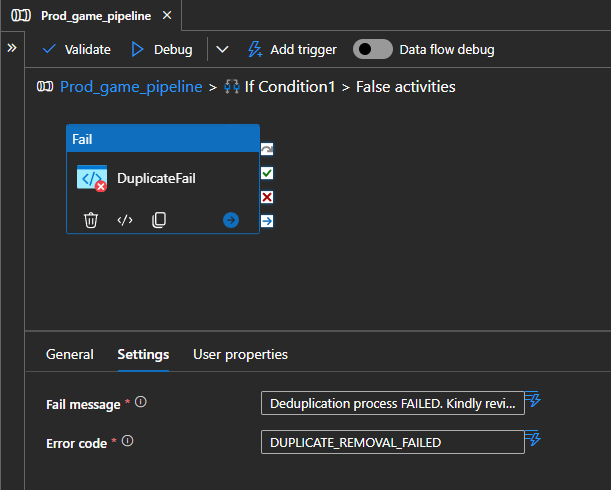 Prod_game_pipeline
Validate Debug Add trigger Data flow debug
Prod_game_pipeline > If Condition1 > False activities
Fail
DuplicateFail
General Settings User properties
Fail message * Deduplication process FAILED. Kindly revi...
Error code * DUPLICATE_REMOVAL_FAILED